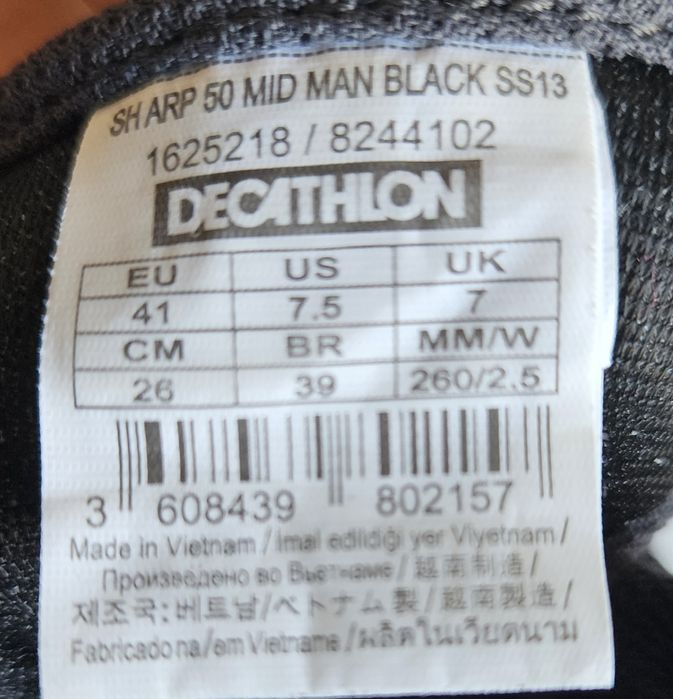 SHARP 50 MID MAN BLACK SS13
1625218 / 8244102
DECATHLON
EU US UK
41 7.5 7
CM BR MM/W
26 39 260/2.5
3 608439 802157
Made in Vietnam / Imal edildiği yer Viyetnam /
Произведено во Вьетнаме / 越南制造 /
제조국: 베트남 / ベトナム製 / 越南製造 /
Fabricado na/em Vietname / ผลิตในเวียดนาม